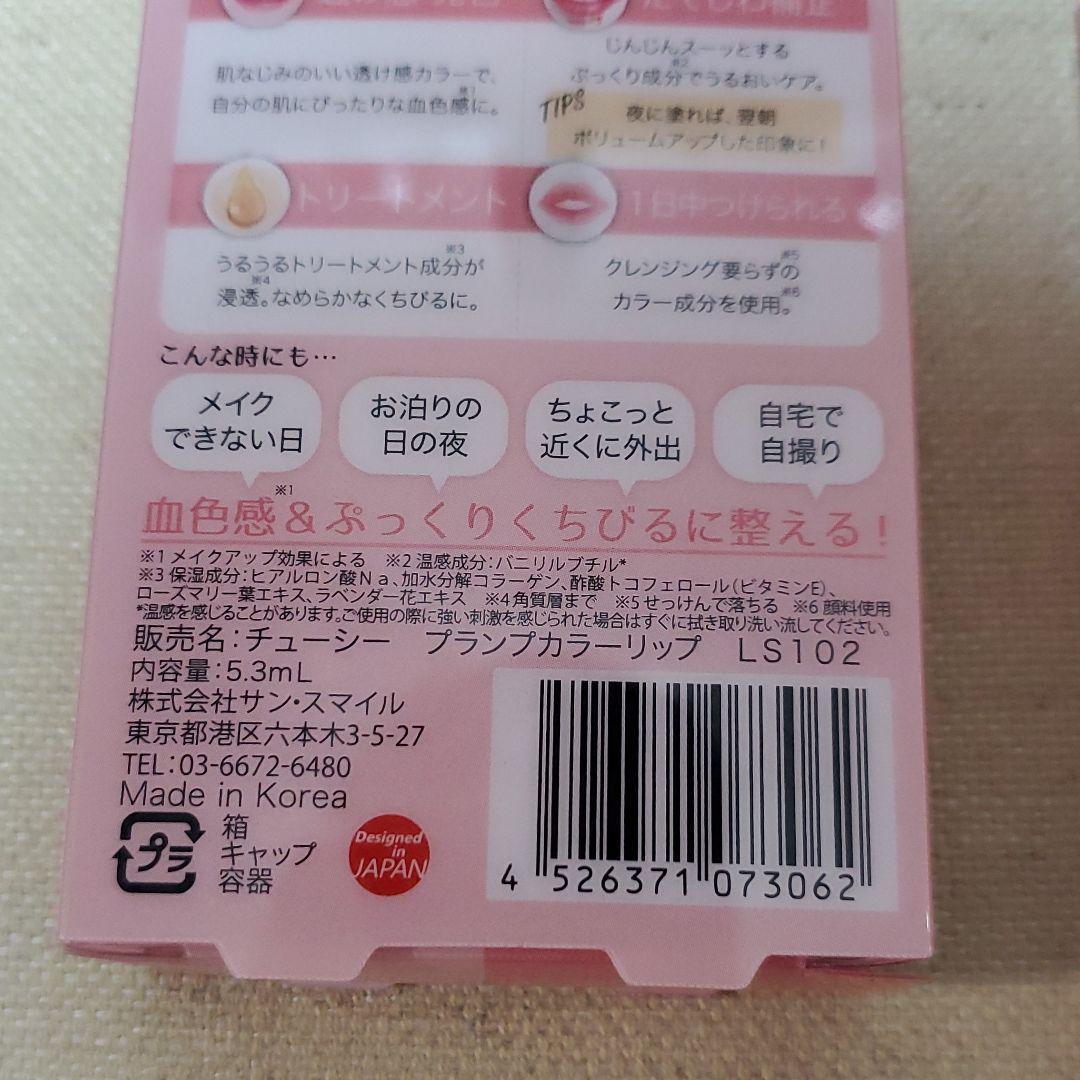 たてじわ補正
肌なじみのいい透け感カラーで、
自分の肌にぴったりな血色感に。※1
じんじんスーッとする
ぷっくり成分※2でうるおいケア。
TIPS
夜に塗れば、翌朝
ボリュームアップした印象に!
トリートメント
1日中つけられる
うるうるトリートメント成分※3が
浸透※4。なめらかなくちびるに。
クレンジング要らず※5の
カラー成分を使用。※6
こんな時にも…
メイク
できない日
お泊りの
日の夜
ちょこっと
近くに外出
自宅で
自撮り
血色感※1&ぷっくりくちびるに整える!
※1 メイクアップ効果による ※2 温感成分:バニリルブチル*
※3 保湿成分:ヒアルロン酸Na、加水分解コラーゲン、酢酸トコフェロール(ビタミンE)、
ローズマリー葉エキス、ラベンダー花エキス ※4 角質層まで ※5 せっけんで落ちる ※6 顔料使用
*温感を感じることがあります。ご使用の際に強い刺激を感じられた場合はすぐに拭き取り洗い流してください。
販売名:チューシー プランプカラーリップ LS102
内容量:5.3mL
株式会社サン・スマイル
東京都港区六本木3-5-27
TEL:03-6672-6480
Made in Korea
プラ
箱
キャップ
容器
Designed
in
JAPAN
4 526371 073062